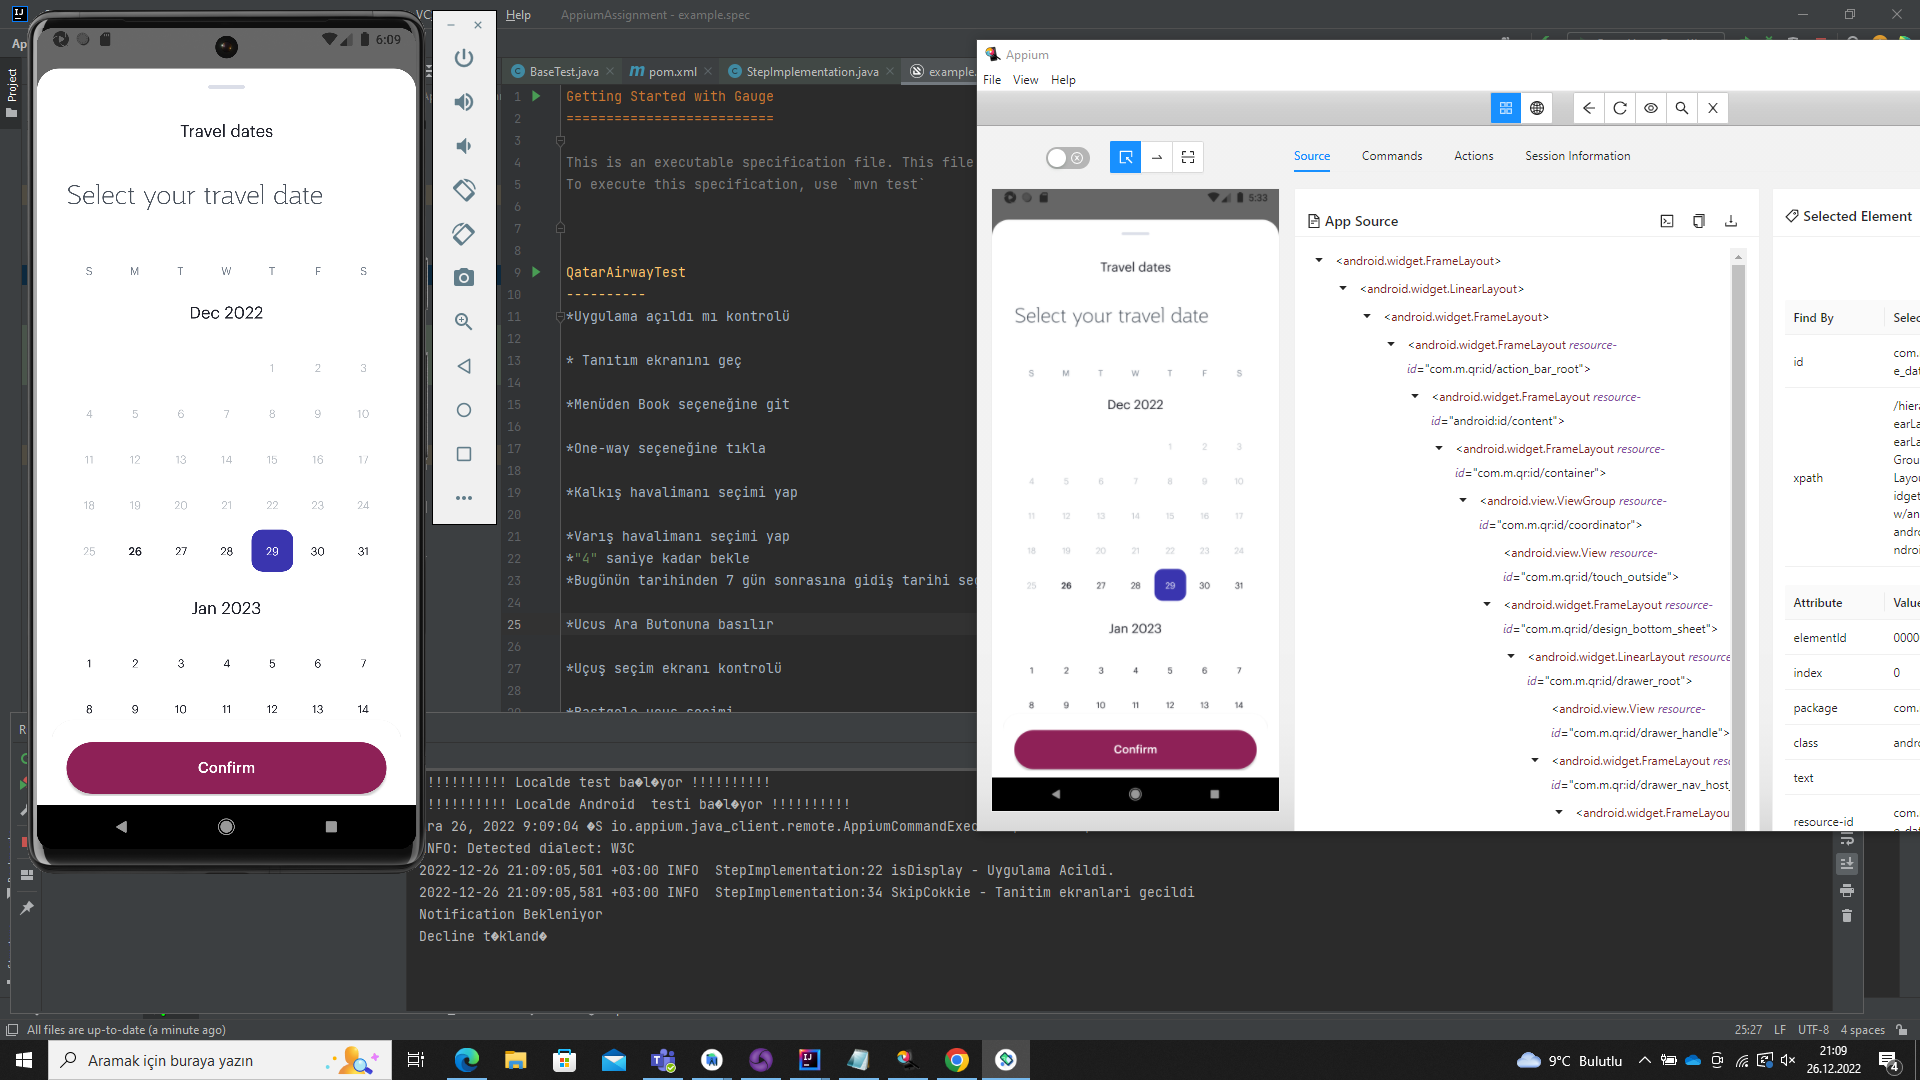 VC
Help
AppiumAssignment - example.spec
Ap
Project
6:09
Travel dates
Select your travel date
S M T W T F S
Dec 2022
1 2 3
4 5 6 7 8 9 10
11 12 13 14 15 16 17
18 19 20 21 22 23 24
25 26 27 28 29 30 31
Jan 2023
1 2 3 4 5 6 7
8 9 10 11 12 13 14
Confirm
BaseTest.java
pom.xml
StepImplementation.java
example.
1 Getting Started with Gauge
2 ==========================
3
4 This is an executable specification file. This file
5 To execute this specification, use `mvn test`
6
7
8
9 QatarAirwayTest
10 ----------
11 *Uygulama açıldı mı kontrolü
12
13 * Tanıtım ekranını geç
14
15 *Menüden Book seçeneğine git
16
17 *One-way seçeneğine tıkla
18
19 *Kalkış havalimanı seçimi yap
20
21 *Varış havalimanı seçimi yap
22 *"4" saniye kadar bekle
23 *Bugünün tarihinden 7 gün sonrasına gidiş tarihi seç
24
25 *Ucus Ara Butonuna basılır
26
27 *Uçuş seçim ekranı kontrolü
28
Appium
File View Help
Source
Commands
Actions
Session Information
5:33
Travel dates
Select your travel date
S M T W T F S
Dec 2022
1 2 3
4 5 6 7 8 9 10
11 12 13 14 15 16 17
18 19 20 21 22 23 24
25 26 27 28 29 30 31
Jan 2023
1 2 3 4 5 6 7
8 9 10 11 12 13 14
Confirm
App Source
<android.widget.FrameLayout>
<android.widget.LinearLayout>
<android.widget.FrameLayout>
<android.widget.FrameLayout resource-
id="com.m.qr:id/action_bar_root">
<android.widget.FrameLayout resource-
id="android:id/content">
<android.widget.FrameLayout resource-
id="com.m.qr:id/container">
<android.view.ViewGroup resource-
id="com.m.qr:id/coordinator">
<android.view.View resource-
id="com.m.qr:id/touch_outside">
<android.widget.FrameLayout resource-
id="com.m.qr:id/design_bottom_sheet">
<android.widget.LinearLayout resource
id="com.m.qr:id/drawer_root">
<android.view.View resource-
id="com.m.qr:id/drawer_handle">
<android.widget.FrameLayout
id="com.m.qr:id/drawer_nav_host_
<android.widget.FrameLayou
Selected Element
Find By
Selec
id
com.
e_dat
xpath
/hiera
earLa
earLa
Grou
Layou
idget
w/an
andro
ndroi
Attribute
Value
elementId
0000
index
0
package
com.
class
andro
text
resource-id
com.
R
!!!!!!!!!! Localde test ba�l�yor !!!!!!!!!!
!!!!!!!!!! Localde Android  testi ba�l�yor !!!!!!!!!!
ra 26, 2022 9:09:04 �S io.appium.java_client.remote.AppiumCommandExec
NFO: Detected dialect: W3C
2022-12-26 21:09:05,501 +03:00 INFO  StepImplementation:22 isDisplay - Uygulama Acildi.
2022-12-26 21:09:05,581 +03:00 INFO  StepImplementation:34 SkipCokkie - Tanitim ekranlari gecildi
Notification Bekleniyor
Decline t�kland�
All files are up-to-date (a minute ago)
25:27 LF UTF-8 4 spaces
Aramak için buraya yazın
9°C Bulutlu
21:09
26.12.2022
4